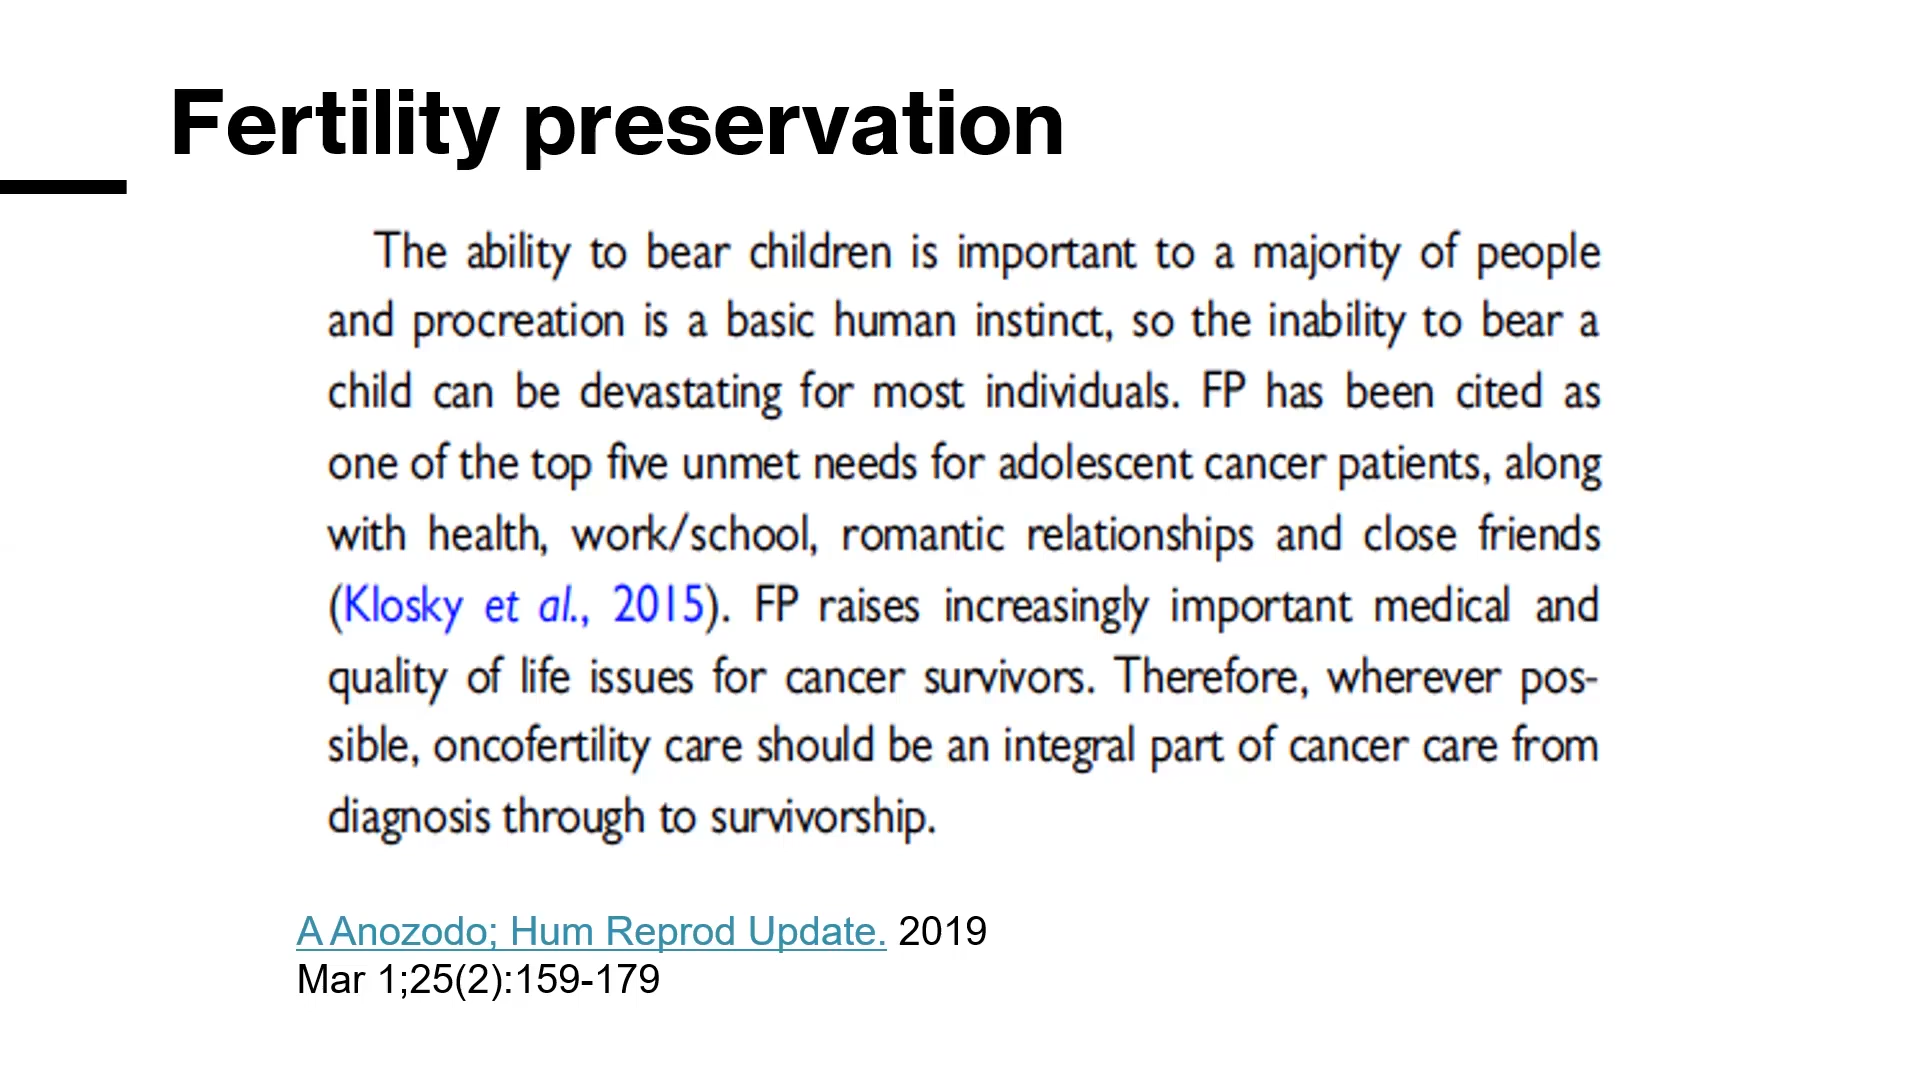 Fertility preservation
The ability to bear children is important to a majority of people
and procreation is a basic human instinct, so the inability to bear a
child can be devastating for most individuals. FP has been cited as
one of the top five unmet needs for adolescent cancer patients, along
with health, work/school, romantic relationships and close friends
(Klosky et al., 2015). FP raises increasingly important medical and
quality of life issues for cancer survivors. Therefore, wherever pos-
sible, oncofertility care should be an integral part of cancer care from
diagnosis through to survivorship.
A Anozodo; Hum Reprod Update. 2019
Mar 1;25(2):159-179